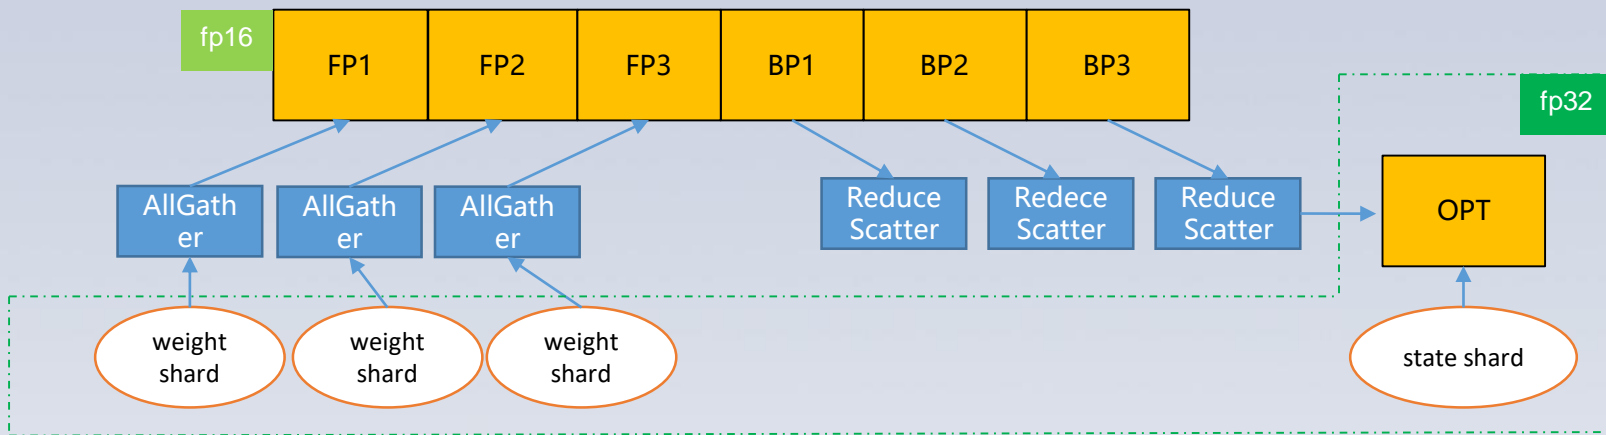 fp16
FP1
FP2
FP3
BP1
BP2
BP3
fp32
AllGath
er
AllGath
er
AllGath
er
Reduce
Scatter
Redece
Scatter
Reduce
Scatter
OPT
weight
shard
weight
shard
weight
shard
state shard